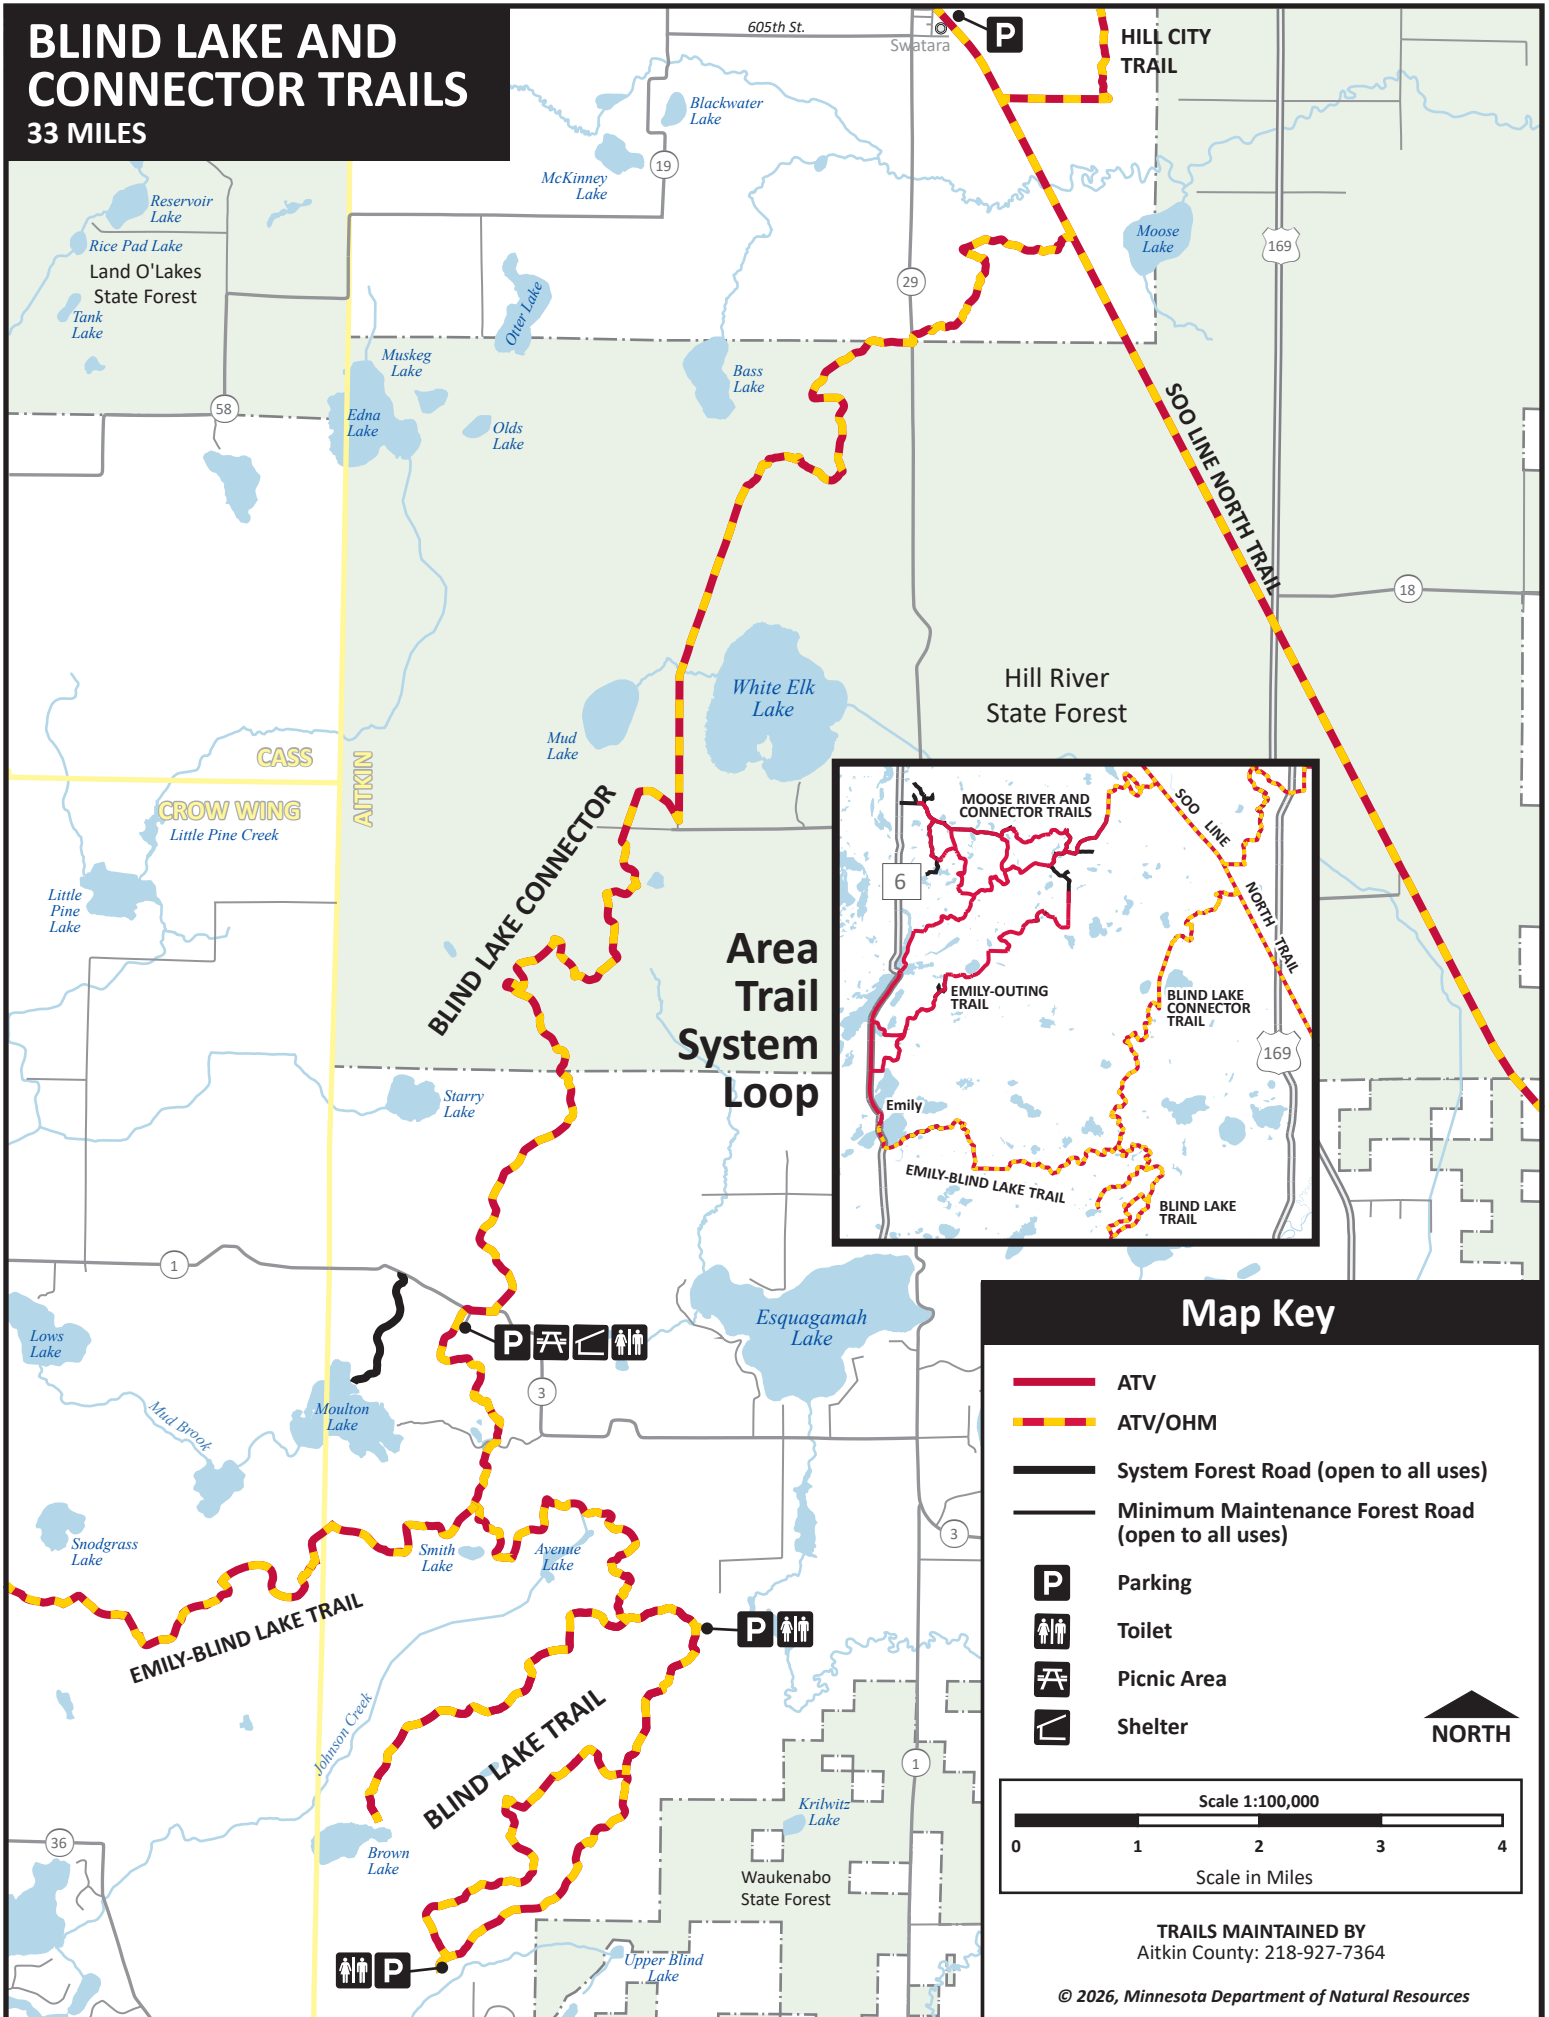 BLIND LAKE AND
CONNECTOR TRAILS
33 MILES
605th St.
Swatara
P
HILL CITY
TRAIL
Blackwater
Lake
McKinney
Lake
19
Reservoir
Lake
Rice Pad Lake
Land O'Lakes
State Forest
Tank
Lake
Moose
Lake
169
29
Otter Lake
Muskeg
Lake
Bass
Lake
58
Edna
Lake
Olds
Lake
SOO LINE NORTH TRAIL
18
White Elk
Lake
Hill River
State Forest
Mud
Lake
CASS
AITKIN
CROW WING
Little Pine Creek
BLIND LAKE CONNECTOR
Little
Pine
Lake
Area
Trail
System
Loop
MOOSE RIVER AND
CONNECTOR TRAILS
SOO LINE
NORTH TRAIL
6
EMILY-OUTING
TRAIL
BLIND LAKE
CONNECTOR
TRAIL
169
Emily
EMILY-BLIND LAKE TRAIL
BLIND LAKE
TRAIL
Starry
Lake
1
Lows
Lake
P
Esquagamah
Lake
3
Moulton
Lake
Mud Brook
Snodgrass
Lake
Smith
Lake
Avenue
Lake
3
EMILY-BLIND LAKE TRAIL
P
Johnson Creek
BLIND LAKE TRAIL
1
Krilwitz
Lake
36
Brown
Lake
Waukenabo
State Forest
P
Upper Blind
Lake
Map Key
ATV
ATV/OHM
System Forest Road (open to all uses)
Minimum Maintenance Forest Road
(open to all uses)
P Parking
Toilet
Picnic Area
Shelter
NORTH
Scale 1:100,000
0 1 2 3 4
Scale in Miles
TRAILS MAINTAINED BY
Aitkin County: 218-927-7364
© 2026, Minnesota Department of Natural Resources